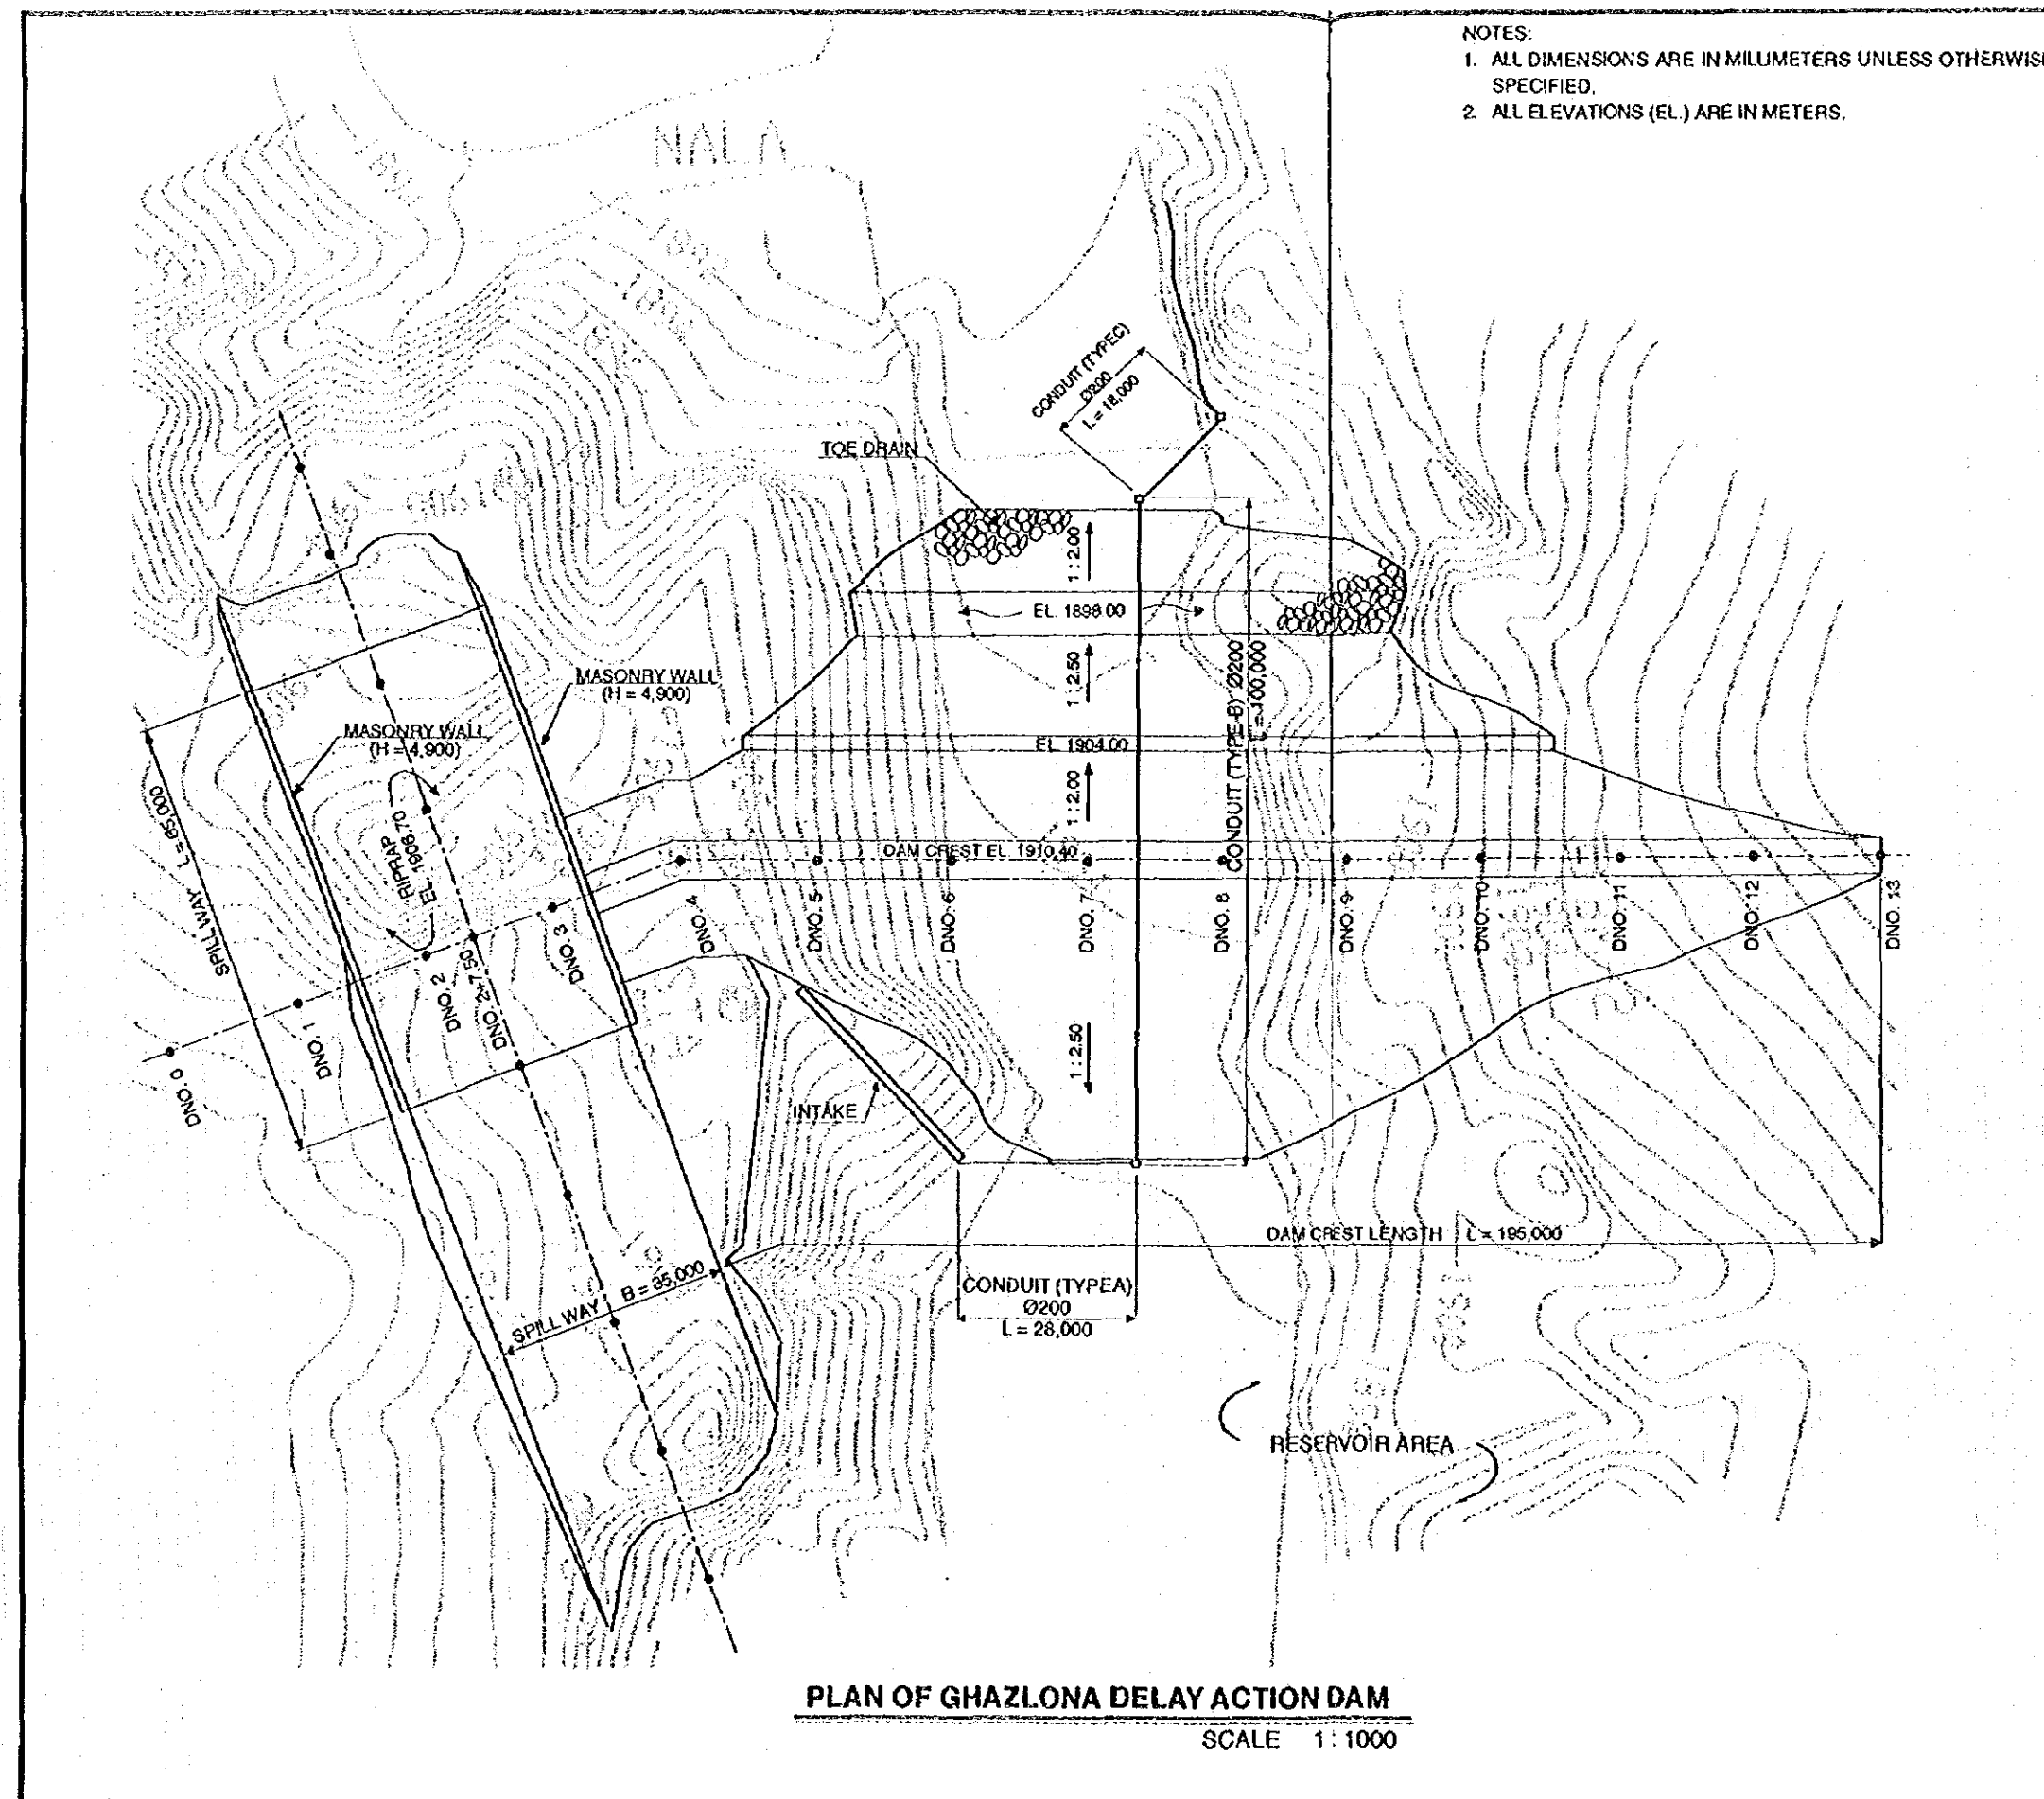 NOTES:
1. ALL DIMENSIONS ARE IN MILLIMETERS UNLESS OTHERWISE
SPECIFIED.
2. ALL ELEVATIONS (EL.) ARE IN METERS.
NALA
CONDUIT (TYPEC)
Ø200
L = 18,000
TOE DRAIN
1 : 2.00
EL. 1898.00
MASONRY WALL
(H = 4,900)
1 : 2.50
MASONRY WALL
(H = 4,900)
EL. 1904.00
CONDUIT (TYPE-B) Ø200
L = 100,000
1 : 2.00
SPILL WAY L = 65,000
RIPRAP
DAM CREST EL. 1910.40
DNO. 0
DNO. 1
DNO. 2
DNO. 2+7.50
DNO. 3
DNO. 4
DNO. 5
DNO. 6
DNO. 7
DNO. 8
DNO. 9
DNO. 10
DNO. 11
DNO. 12
DNO. 13
1 : 2.50
INTAKE
DAM CREST LENGTH L = 195,000
SPILL WAY B = 35,000
CONDUIT (TYPEA)
Ø200
L = 28,000
RESERVOIR AREA
PLAN OF GHAZLONA DELAY ACTION DAM
SCALE 1 : 1000